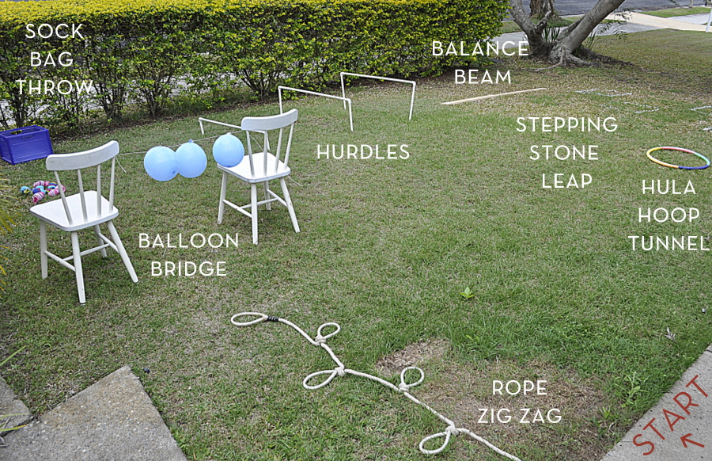 SOCK
BAG
THROW
BALANCE
BEAM
HURDLES
STEPPING
STONE
LEAP
HULA
HOOP
TUNNEL
BALLOON
BRIDGE
ROPE
ZIG ZAG
START